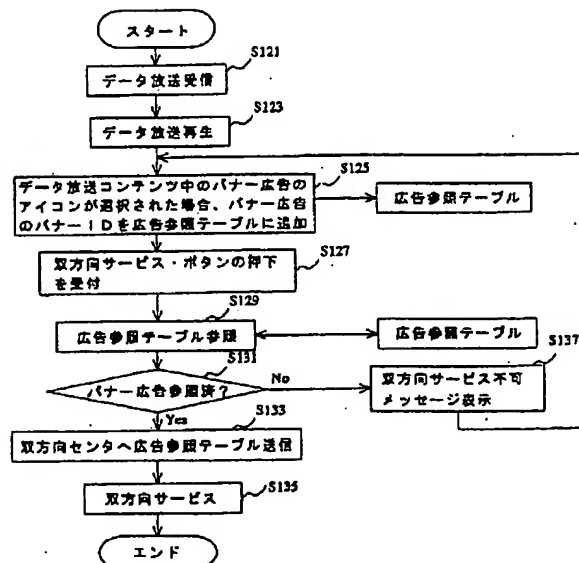 スタート
S121
データ放送受信
S123
データ放送再生
S125
データ放送コンテンツ中のバナー広告の
アイコンが選択された場合、バナー広告
のバナーIDを広告参照テーブルに追加
広告参照テーブル
S127
双方向サービス・ボタンの押下
を受付
S129
広告参照テーブル参照
広告参照テーブル
S131
バナー広告参照済?
No
S137
双方向サービス不可
メッセージ表示
Yes
S133
双方向センタへ広告参照テーブル送信
S135
双方向サービス
エンド